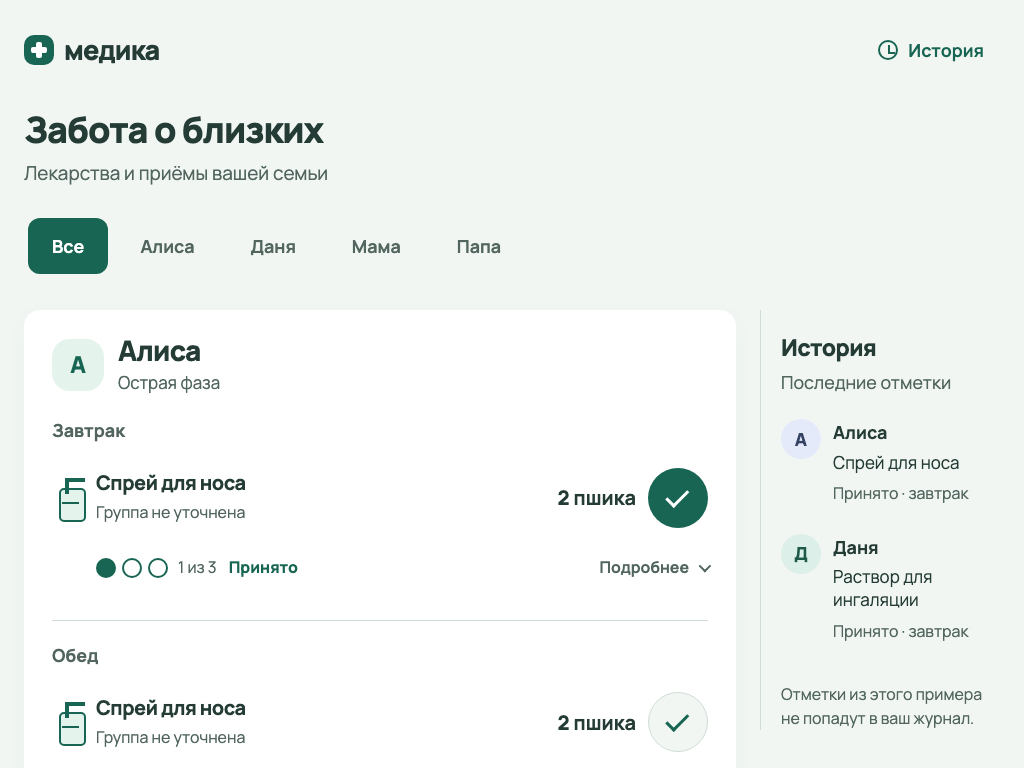 медика
История
Забота о близких
Лекарства и приёмы вашей семьи
Все
Алиса
Даня
Мама
Папа
А
Алиса
Острая фаза
Завтрак
Спрей для носа
Группа не уточнена
2 пшика
1 из 3
Принято
Подробнее
Обед
Спрей для носа
Группа не уточнена
2 пшика
История
Последние отметки
А
Алиса
Спрей для носа
Принято · завтрак
Д
Даня
Раствор для
ингаляции
Принято · завтрак
Отметки из этого примера
не попадут в ваш журнал.